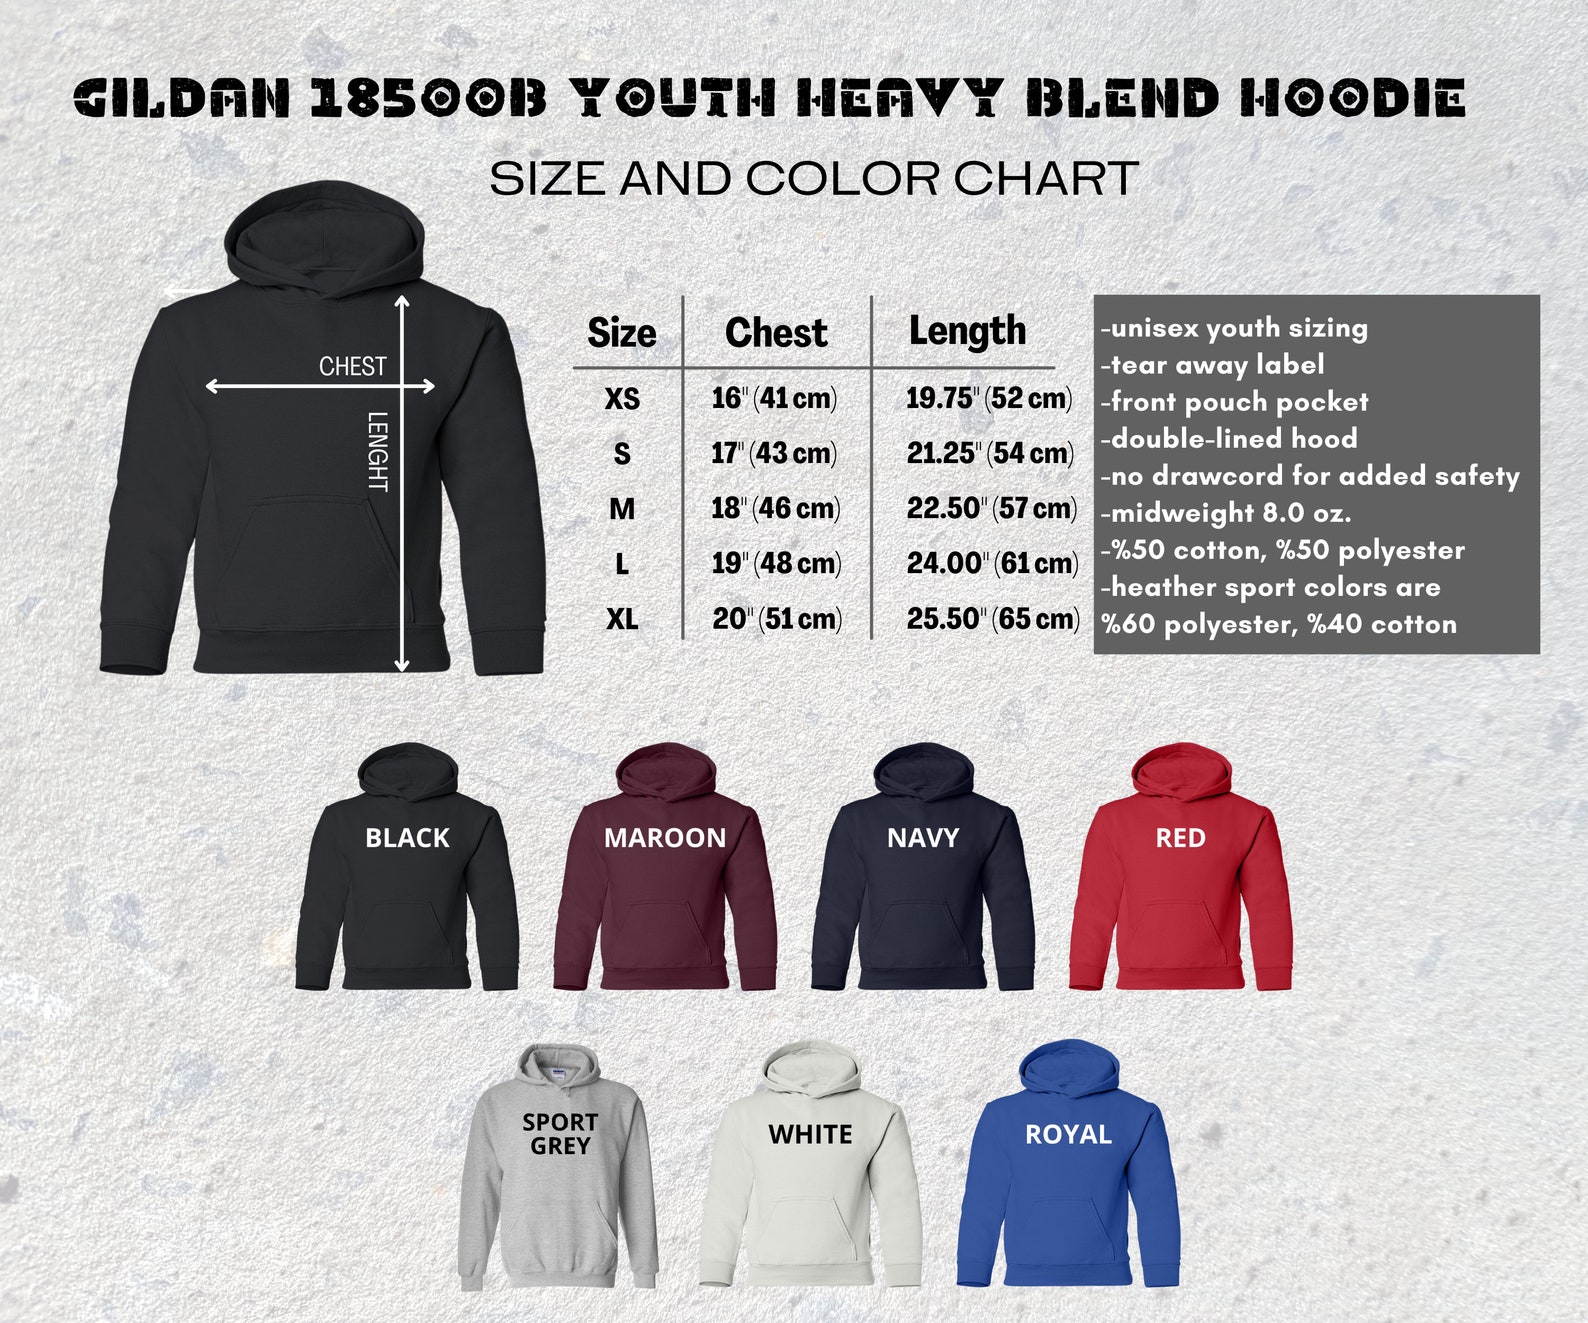 GILDAN 18500B YOUTH HEAVY BLEND HOODIE
SIZE AND COLOR CHART
CHEST
LENGHT
Size Chest Length
XS 16" (41 cm) 19.75" (52 cm)
S 17" (43 cm) 21.25" (54 cm)
M 18" (46 cm) 22.50" (57 cm)
L 19" (48 cm) 24.00" (61 cm)
XL 20" (51 cm) 25.50" (65 cm)
-unisex youth sizing
-tear away label
-front pouch pocket
-double-lined hood
-no drawcord for added safety
-midweight 8.0 oz.
-%50 cotton, %50 polyester
-heather sport colors are
%60 polyester, %40 cotton
BLACK
MAROON
NAVY
RED
SPORT
GREY
WHITE
ROYAL